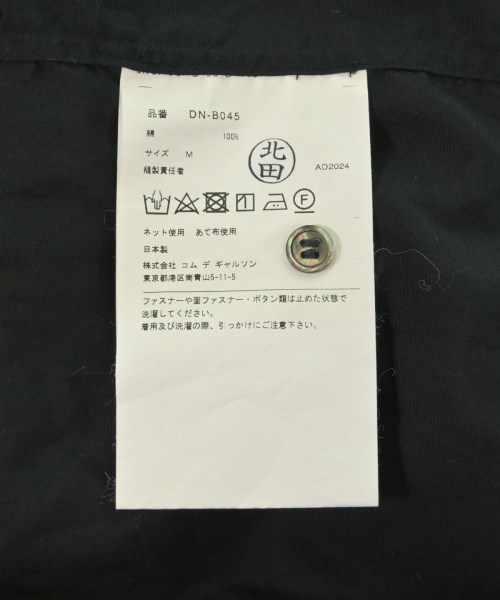 品番 DN-B045
綿 100%
サイズ M
縫製責任者
北田
AD2024
F
ネット使用 あて布使用
日本製
株式会社 コム デ ギャルソン
東京都港区南青山5-11-5
ファスナーや面ファスナー・ボタン類は止めた状態で
洗濯してください。
着用及び洗濯の際、引っかけにご注意下さい。